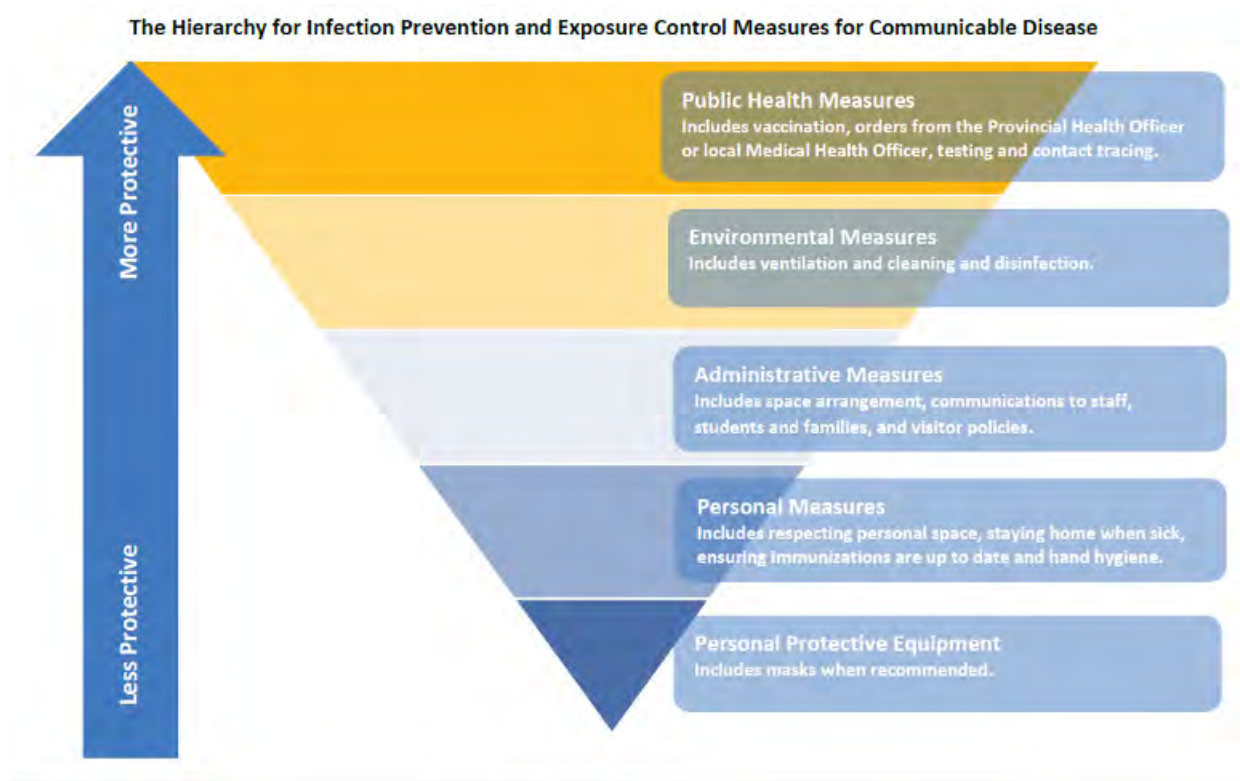 The Hierarchy for Infection Prevention and Exposure Control Measures for Communicable Disease
More Protective
Less Protective
Public Health Measures
Includes vaccination, orders from the Provincial Health Officer
or local Medical Health Officer, testing and contact tracing.
Environmental Measures
Includes ventilation and cleaning and disinfection.
Administrative Measures
Includes space arrangement, communications to staff,
students and families, and visitor policies.
Personal Measures
Includes respecting personal space, staying home when sick,
ensuring immunizations are up to date and hand hygiene.
Personal Protective Equipment
Includes masks when recommended.